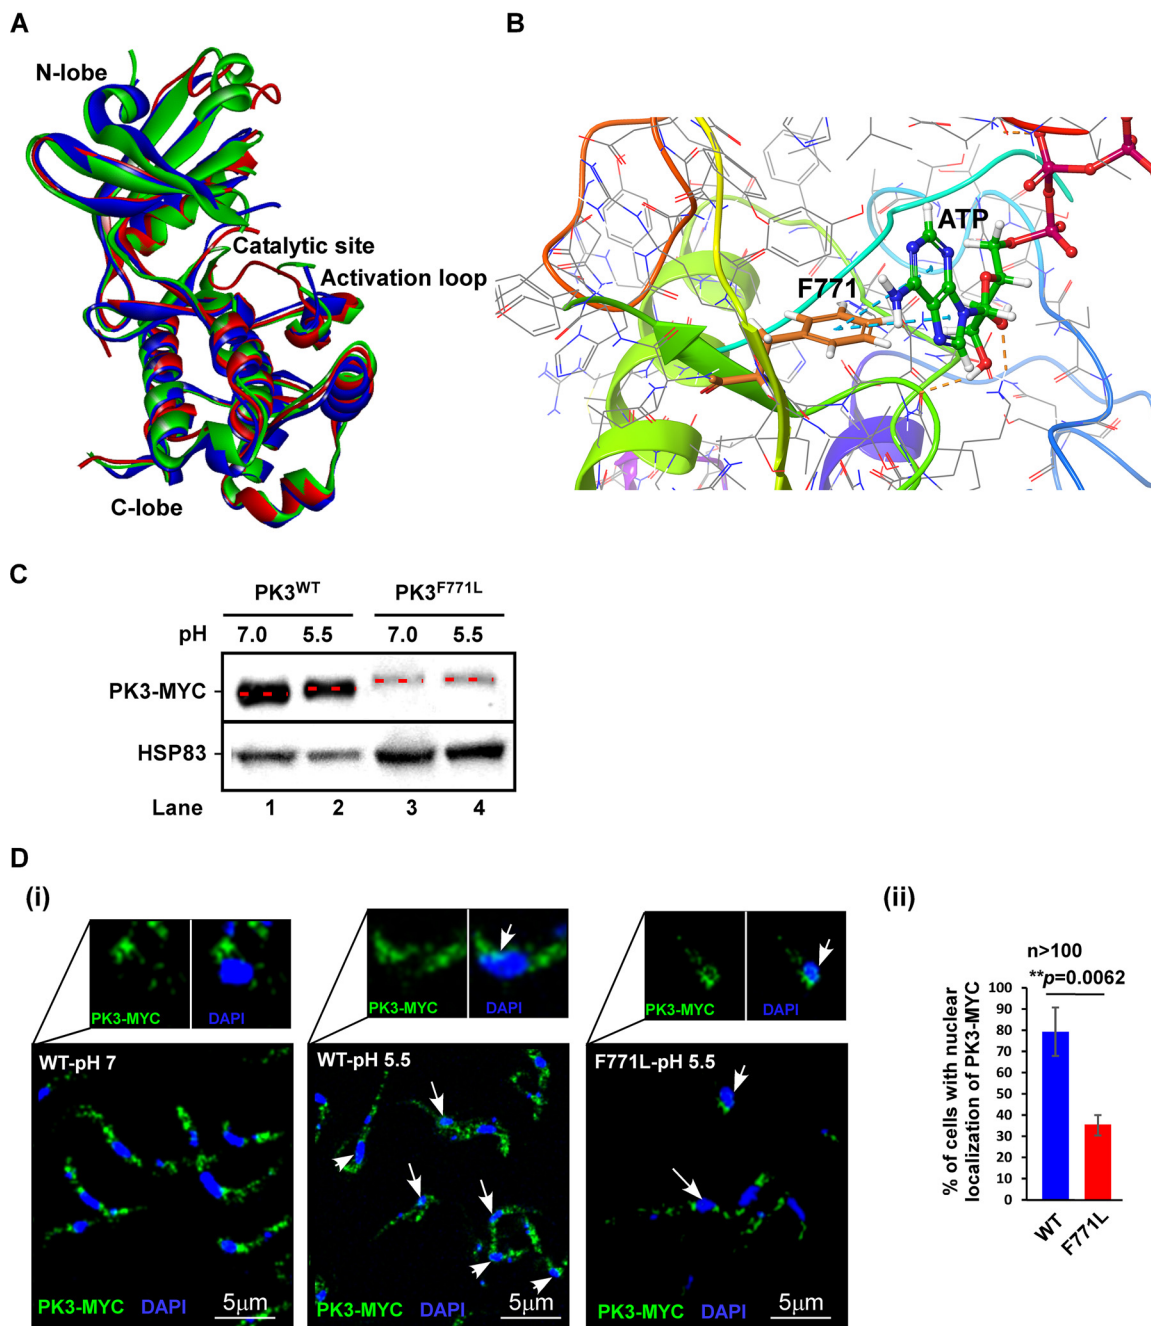 A
N-lobe
Catalytic site
Activation loop
C-lobe
B
ATP
F771
C
PK3WT PK3F771L
pH 7.0 5.5 7.0 5.5
PK3-MYC
HSP83
Lane 1 2 3 4
D
(i)
PK3-MYC DAPI
PK3-MYC DAPI
PK3-MYC DAPI
WT-pH 7
WT-pH 5.5
F771L-pH 5.5
PK3-MYC DAPI 5μm
PK3-MYC DAPI 5μm
PK3-MYC DAPI 5μm
(ii)
n>100
**p=0.0062
% of cells with nuclear
localization of PK3-MYC
100
90
80
70
60
50
40
30
20
10
0
WT
F771L